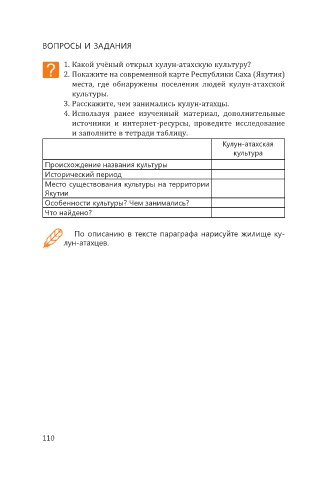 ВОПРОСЫ И ЗАДАНИЯ
1. Какой учёный открыл кулун-атахскую культуру?
2. Покажите на современной карте Республики Саха (Якутия)
места, где обнаружены поселения людей кулун-атахской
культуры.
3. Расскажите, чем занимались кулун-атахцы.
4. Используя ранее изученный материал, дополнительные
источники и интернет-ресурсы, проведите исследование
и заполните в тетради таблицу.
Кулун-атахская
культура
Происхождение названия культуры
Исторический период
Место существования культуры на территории
Якутии
Особенности культуры? Чем занимались?
Что найдено?
По описанию в тексте параграфа нарисуйте жилище ку-
лун-атахцев.
110